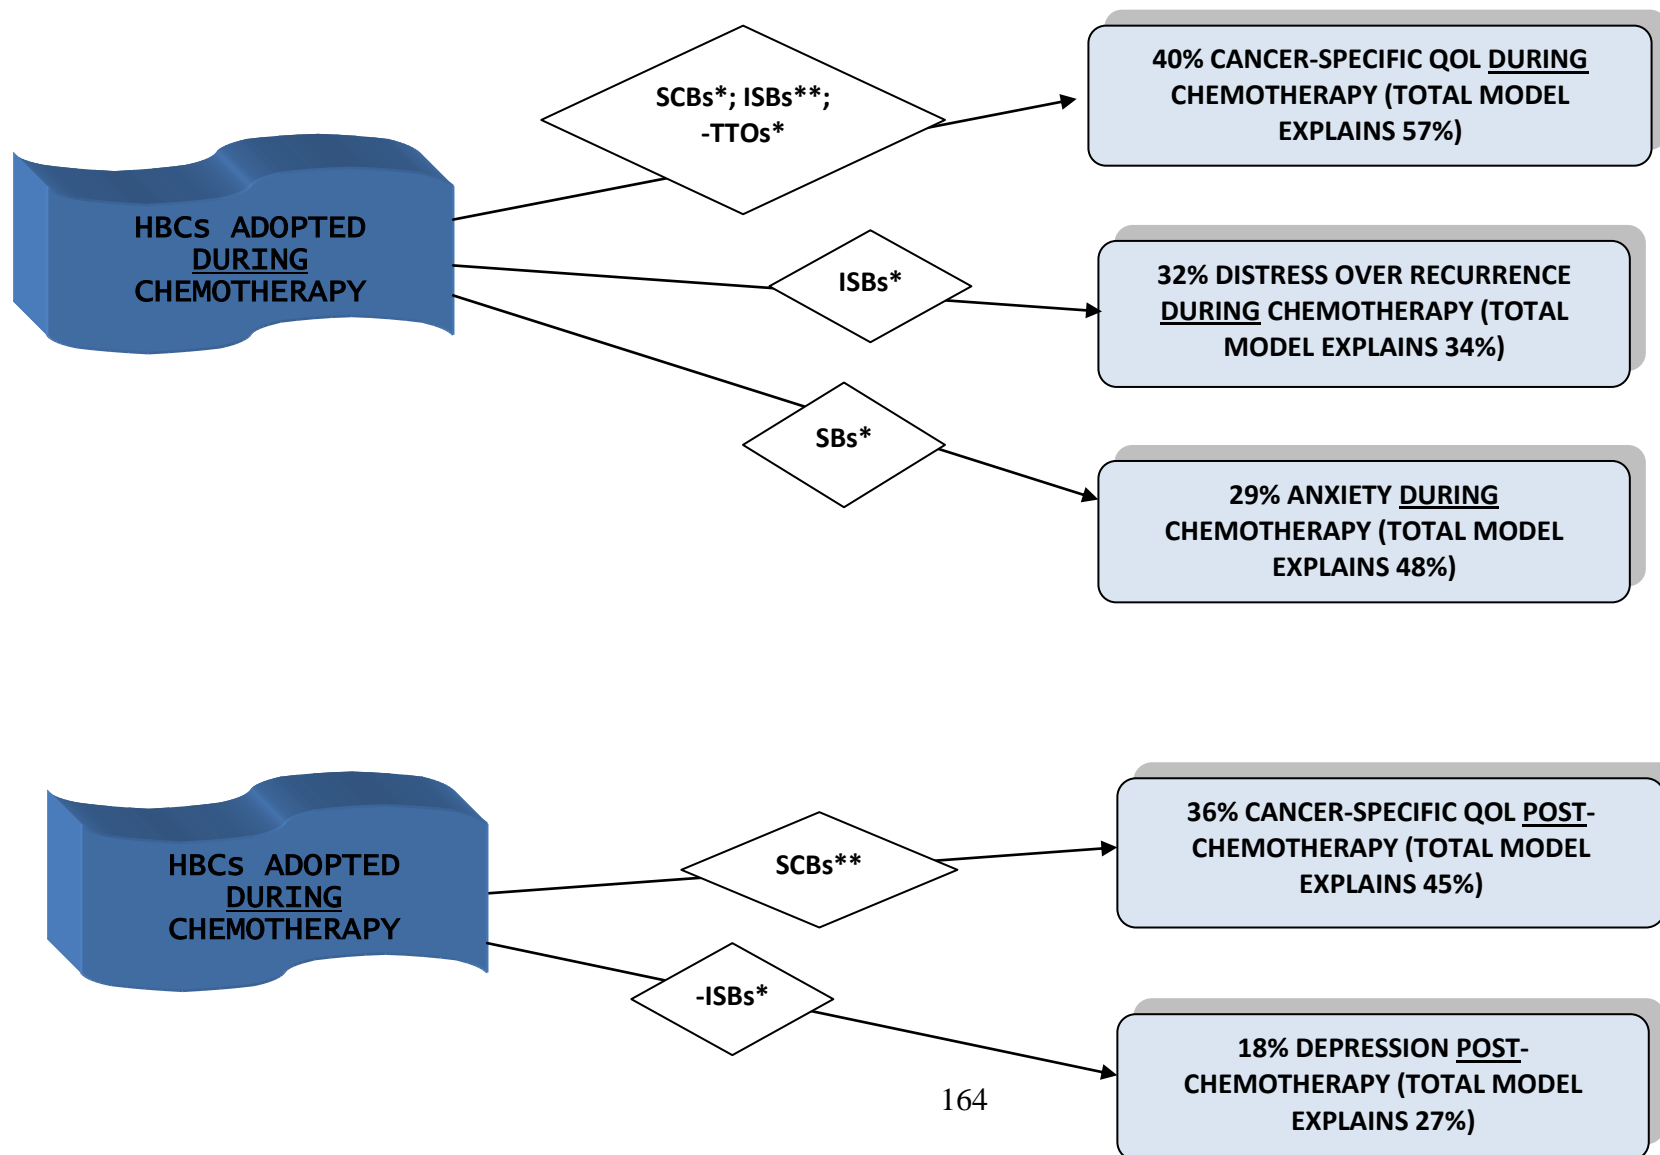 HBCs ADOPTED
DURING
CHEMOTHERAPY
SCBs*; ISBs**;
-TTOs*
40% CANCER-SPECIFIC QOL DURING
CHEMOTHERAPY (TOTAL MODEL
EXPLAINS 57%)
ISBs*
32% DISTRESS OVER RECURRENCE
DURING CHEMOTHERAPY (TOTAL
MODEL EXPLAINS 34%)
SBs*
29% ANXIETY DURING
CHEMOTHERAPY (TOTAL MODEL
EXPLAINS 48%)
HBCs ADOPTED
DURING
CHEMOTHERAPY
SCBs**
36% CANCER-SPECIFIC QOL POST-
CHEMOTHERAPY (TOTAL MODEL
EXPLAINS 45%)
-ISBs*
18% DEPRESSION POST-
CHEMOTHERAPY (TOTAL MODEL
EXPLAINS 27%)
164